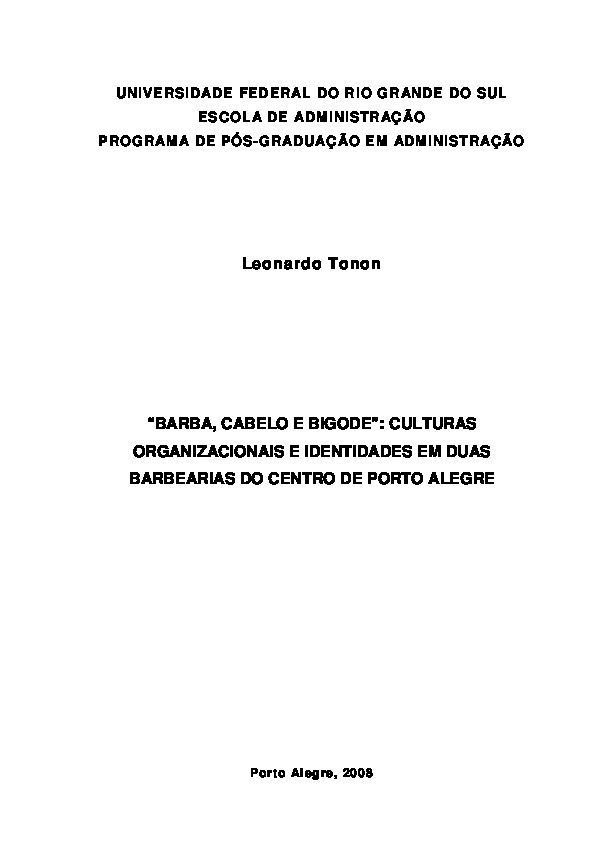 UNIVERSIDADE FEDERAL DO RIO GRANDE DO SUL
ESCOLA DE ADMINISTRAÇÃO
PROGRAMA DE PÓS-GRADUAÇÃO EM ADMINISTRAÇÃO
Leonardo Tonon
“BARBA, CABELO E BIGODE”: CULTURAS
ORGANIZACIONAIS E IDENTIDADES EM DUAS
BARBEARIAS DO CENTRO DE PORTO ALEGRE
Porto Alegre, 2008